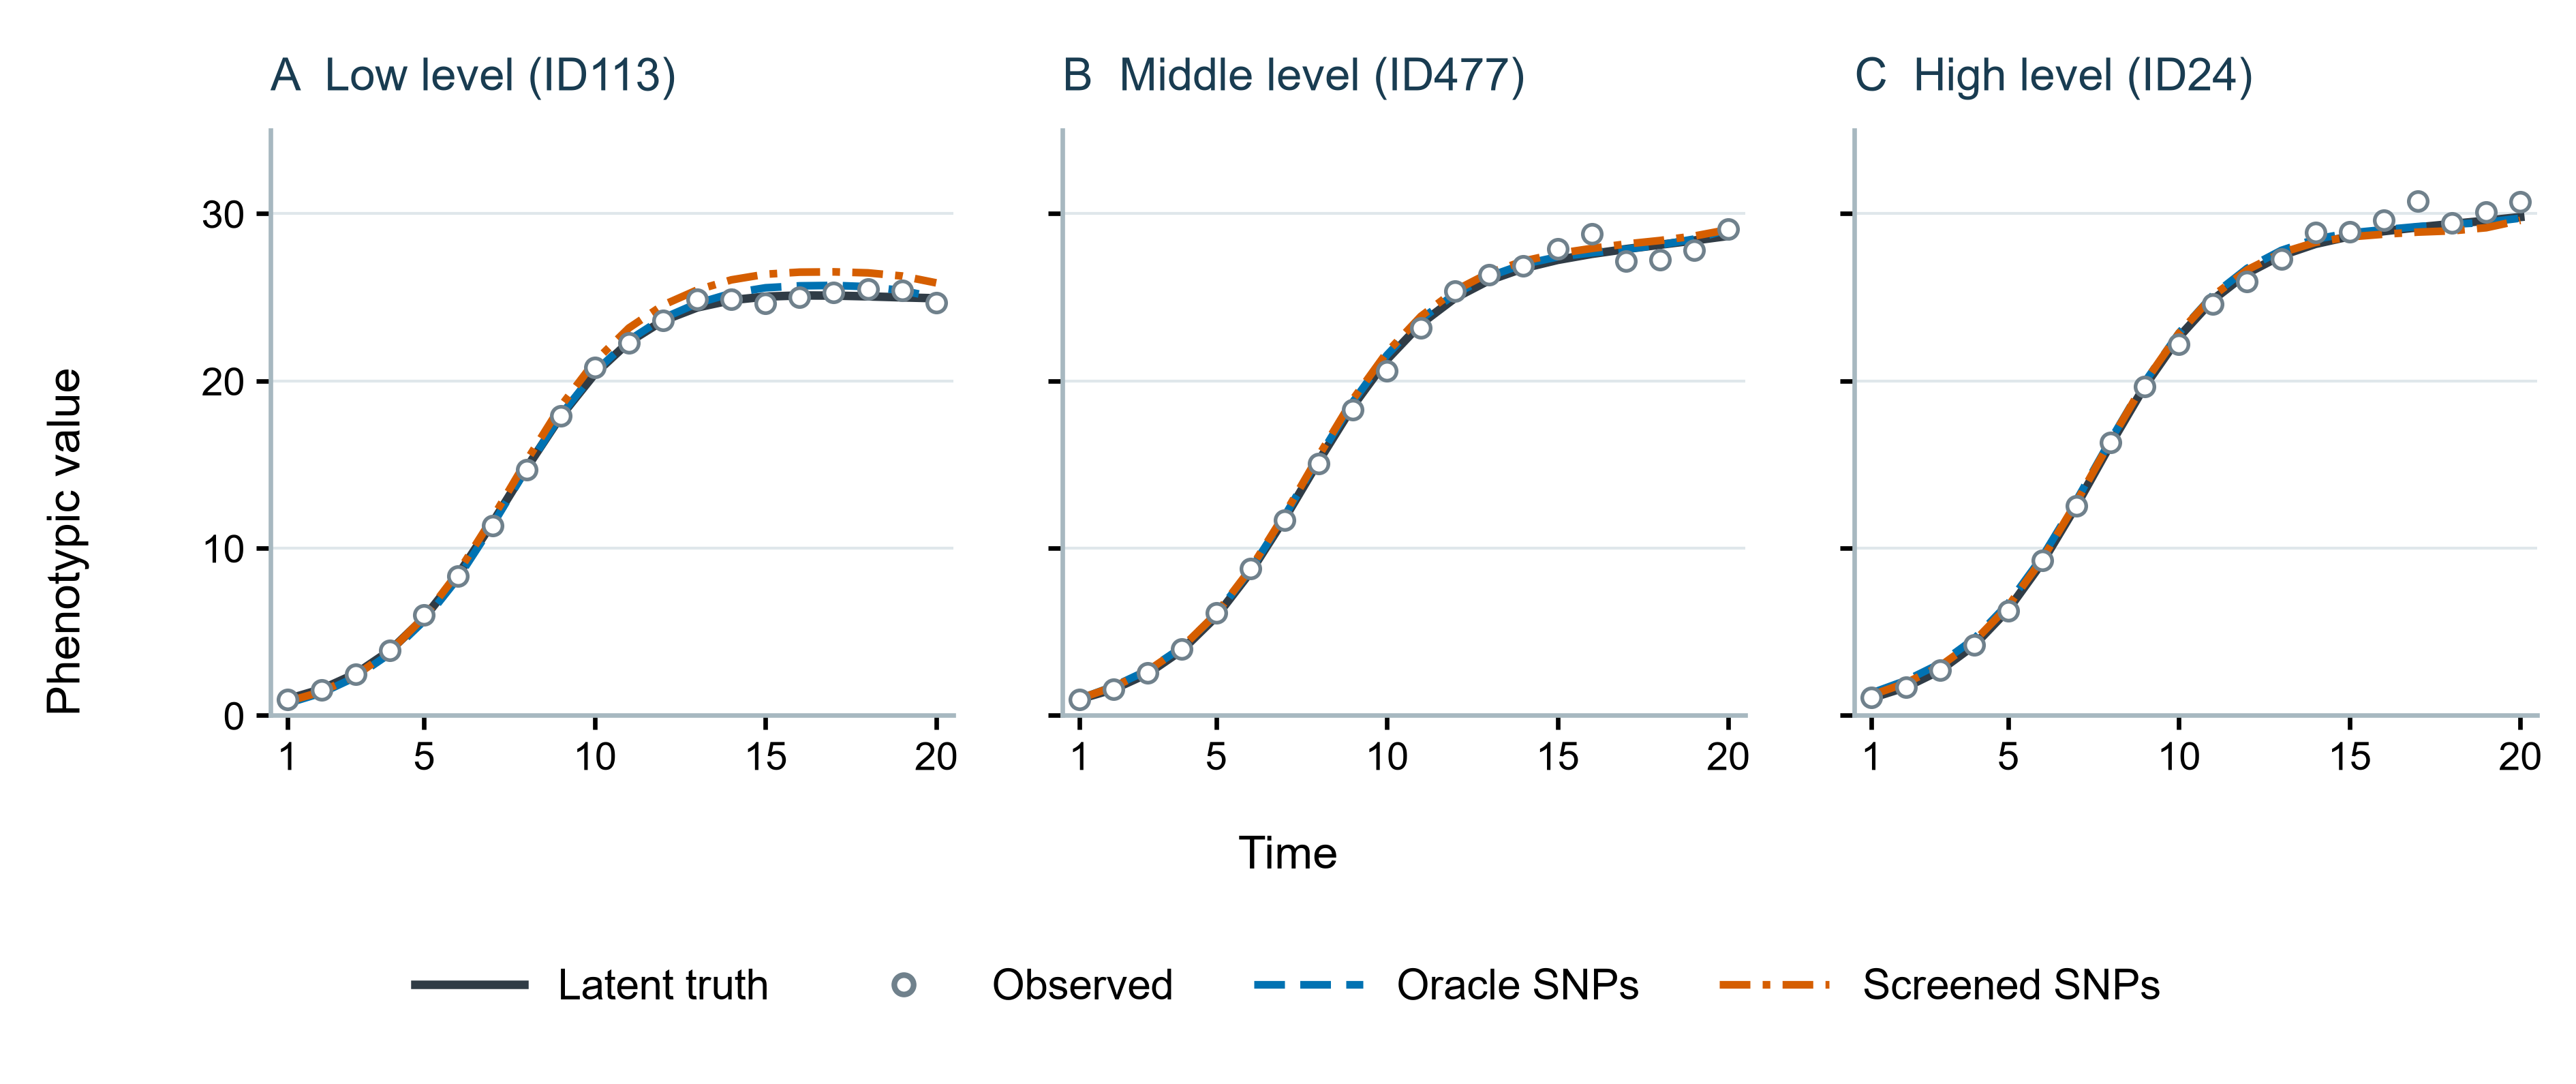 A Low level (ID113)
B Middle level (ID477)
C High level (ID24)
Phenotypic value
30
20
10
0
1 5 10 15 20
1 5 10 15 20
1 5 10 15 20
Time
Latent truth
Observed
Oracle SNPs
Screened SNPs